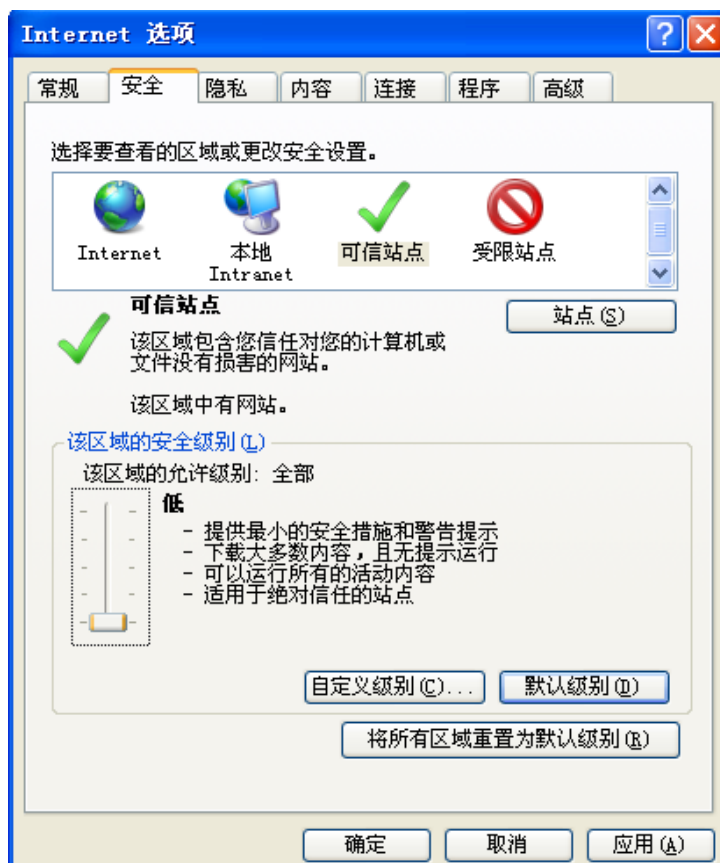 Internet 选项
常规 安全 隐私 内容 连接 程序 高级
选择要查看的区域或更改安全设置。
Internet
本地
Intranet
可信站点
受限站点
可信站点
站点(S)
该区域包含您信任对您的计算机或
文件没有损害的网站。
该区域中有网站。
该区域的安全级别(L)
该区域的允许级别: 全部
低
- 提供最小的安全措施和警告提示
- 下载大多数内容，且无提示运行
- 可以运行所有的活动内容
- 适用于绝对信任的站点
自定义级别(C)... 默认级别(D)
将所有区域重置为默认级别(R)
确定 取消 应用(A)